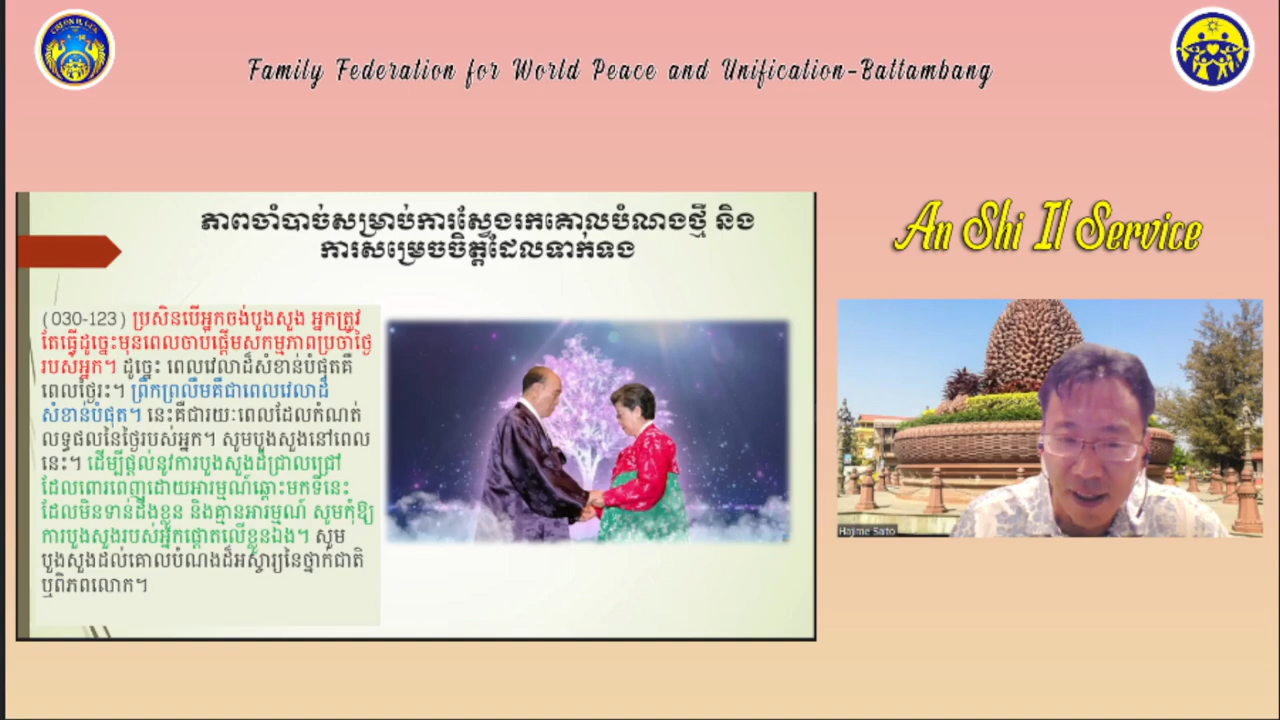 CHEON IL GUK
Family Federation for World Peace and Unification-Battambang
An Shi Il Service
ភាពចាំបាច់សម្រាប់ការស្វែងរកគោលបំណងថ្មី និង
ការសម្រេចចិត្តដែលទាក់ទង
(030-123) ប្រសិនបើអ្នកចង់បួងសួង អ្នកត្រូវ
តែធ្វើដូច្នេះមុនពេលចាប់ផ្តើមសកម្មភាពប្រចាំថ្ងៃ
របស់អ្នក។ ដូច្នេះ ពេលវេលាដ៏សំខាន់បំផុតគឺ
ពេលថ្ងៃរះ។ ព្រឹកព្រលឹមគឺជាពេលវេលាដ៏
សំខាន់បំផុត។ នេះគឺជារយៈពេលដែលកំណត់
លទ្ធផលនៃថ្ងៃរបស់អ្នក។ សូមបួងសួងនៅពេល
នេះ។ ដើម្បីផ្តល់នូវការបួងសួងដ៏ជ្រាលជ្រៅ
ដែលពោរពេញដោយអារម្មណ៍ឆ្ពោះមកទីនេះ
ដែលមិនទាន់ដឹងខ្លួន និងគ្មានអារម្មណ៍ សូមកុំឱ្យ
ការបួងសួងរបស់អ្នកផ្តោតលើខ្លួនឯង។ សូម
បួងសួងដល់គោលបំណងដ៏អស្ចារ្យនៃថ្នាក់ជាតិ
ឬពិភពលោក។
Hajime Sato